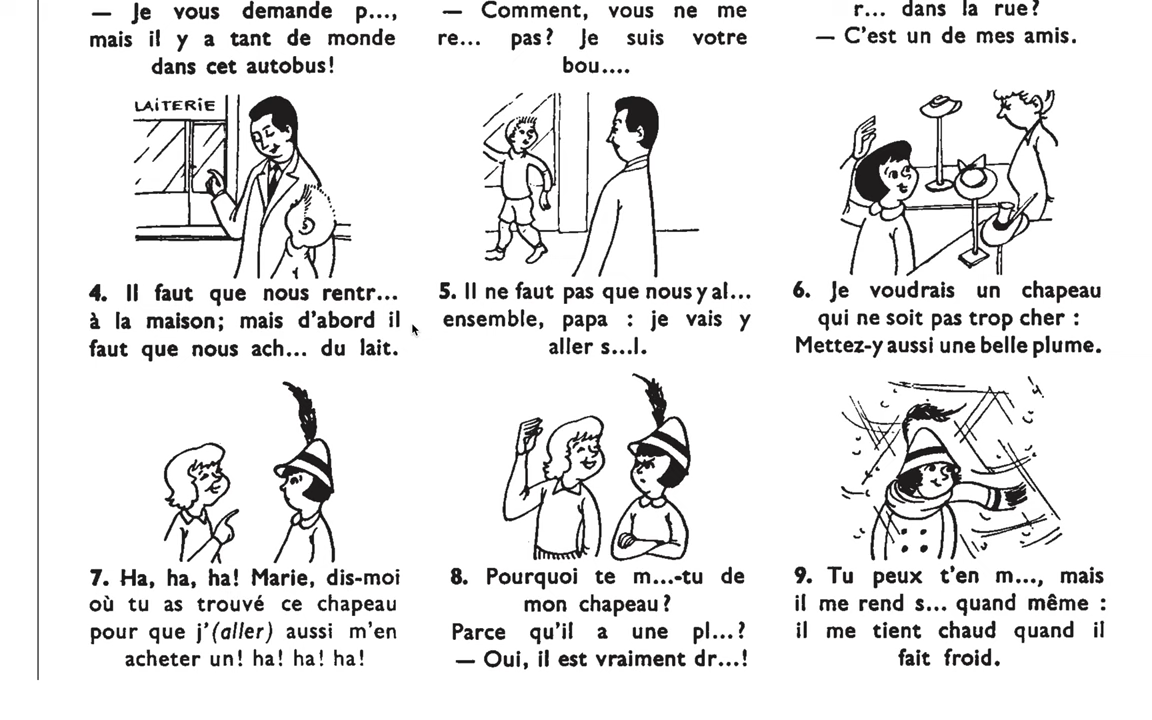 — Je vous demande p...,
mais il y a tant de monde
dans cet autobus!
— Comment, vous ne me
re... pas? Je suis votre
bou....
r... dans la rue?
— C'est un de mes amis.
LAiTERiE
4. Il faut que nous rentr...
à la maison; mais d'abord il
faut que nous ach... du lait.
5. Il ne faut pas que nous y al...
ensemble, papa : je vais y
aller s...l.
6. Je voudrais un chapeau
qui ne soit pas trop cher :
Mettez-y aussi une belle plume.
7. Ha, ha, ha! Marie, dis-moi
où tu as trouvé ce chapeau
pour que j'(aller) aussi m'en
acheter un! ha! ha! ha!
8. Pourquoi te m...-tu de
mon chapeau?
Parce qu'il a une pl...?
— Oui, il est vraiment dr...!
9. Tu peux t'en m..., mais
il me rend s... quand même :
il me tient chaud quand il
fait froid.